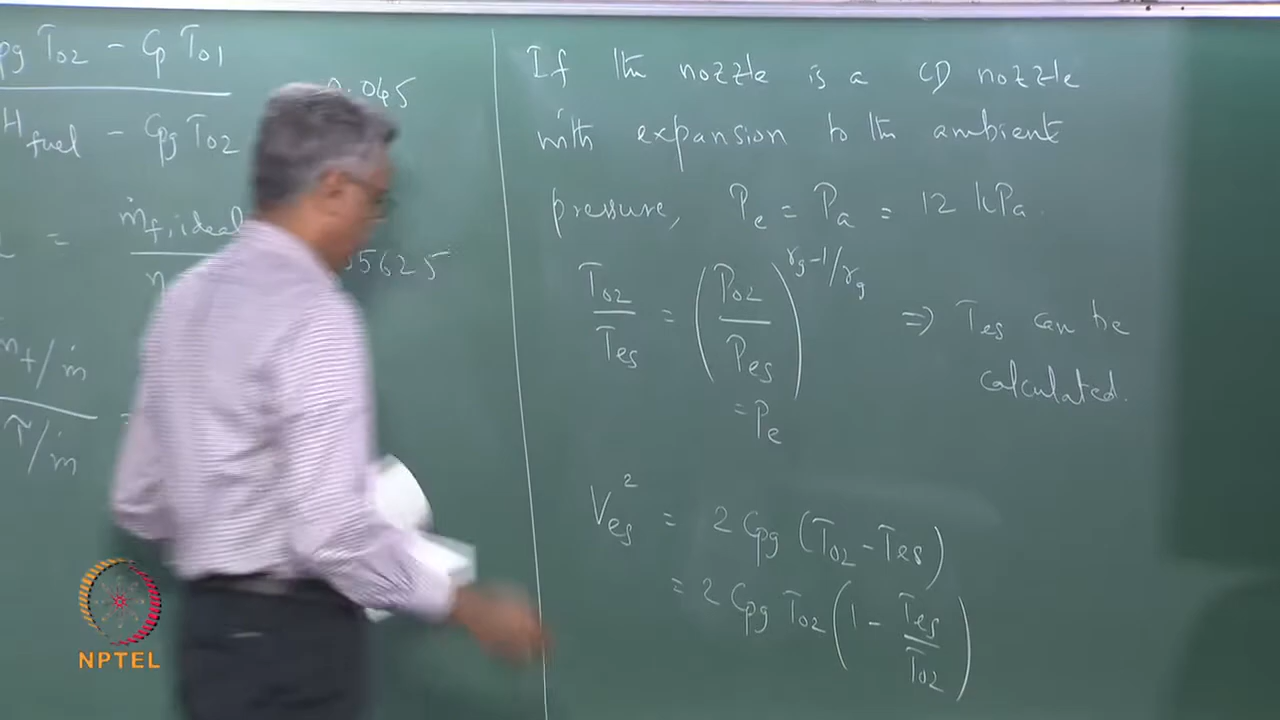 pg T02 - Cp T01
0.045
Hfuel - Cpg T02
= ṁf, ideal
5625
ṁf/ṁ
T/ṁ
If the nozzle is a CD nozzle
with expansion to the ambient
pressure, Pe = Pa = 12 kPa.
T02/Tes = (P02/Pes)^(γg-1/γg) ⇒ Tes can be
calculated.
= Pe
Ves² = 2 Cpg (T02 - Tes)
= 2 Cpg T02 (1 - Tes/T02)
NPTEL